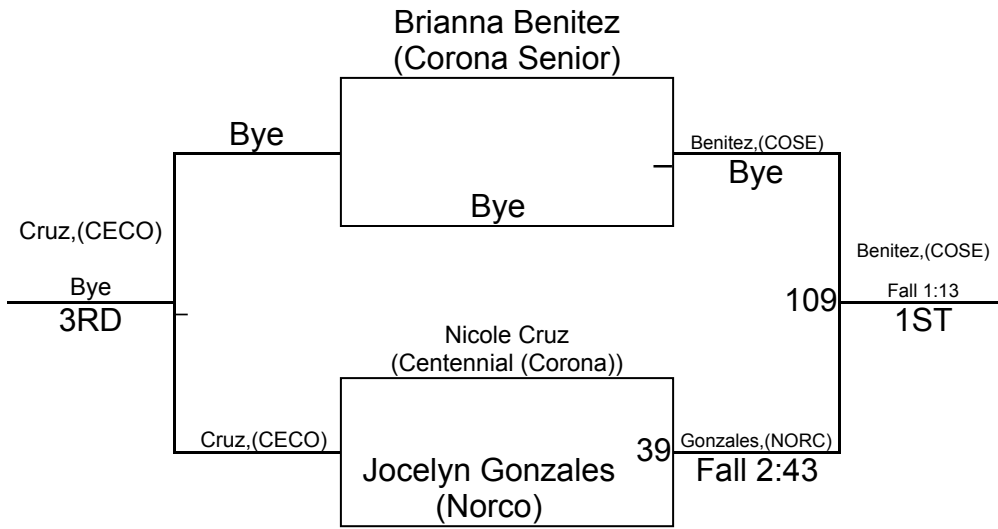 Brianna Benitez
(Corona Senior)
Bye
Benitez,(COSE)
Bye
Bye
Cruz,(CECO)
Bye
3RD
Benitez,(COSE)
109
Fall 1:13
1ST
Nicole Cruz
(Centennial (Corona))
Cruz,(CECO)
39
Gonzales,(NORC)
Jocelyn Gonzales
(Norco)
Fall 2:43